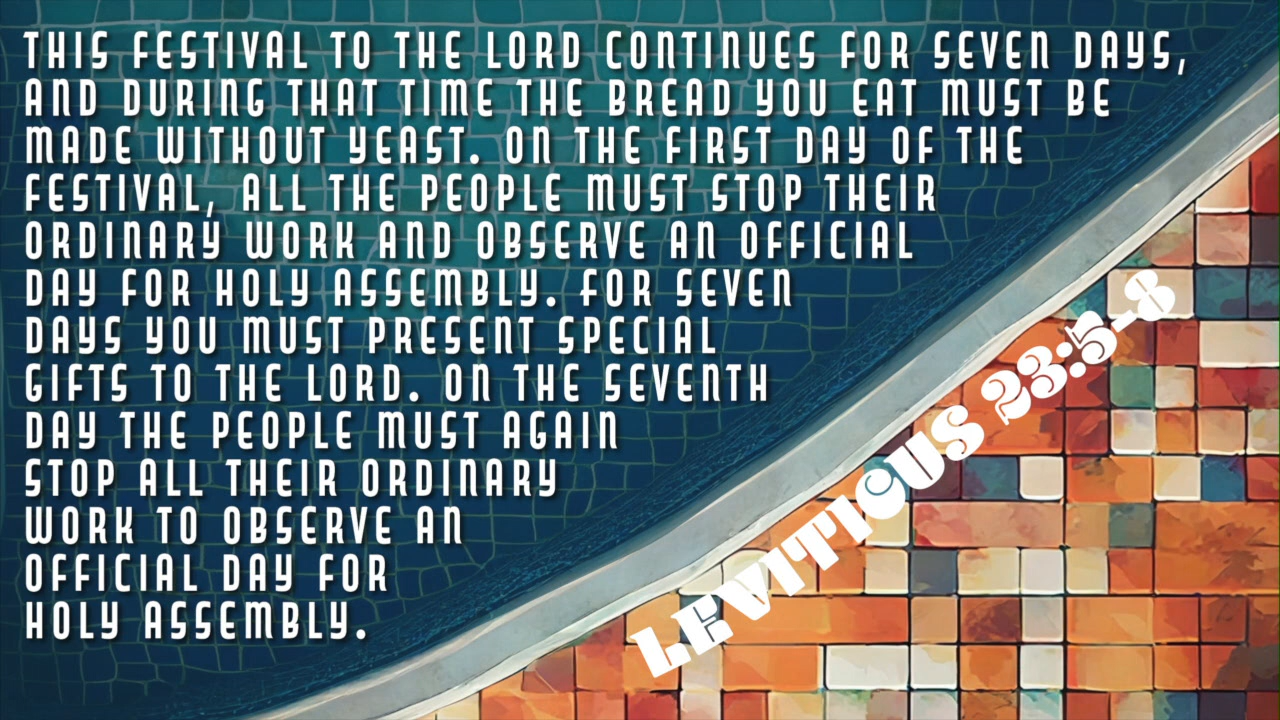 THIS FESTIVAL TO THE LORD CONTINUES FOR SEVEN DAYS,
AND DURING THAT TIME THE BREAD YOU EAT MUST BE
MADE WITHOUT YEAST. ON THE FIRST DAY OF THE
FESTIVAL, ALL THE PEOPLE MUST STOP THEIR
ORDINARY WORK AND OBSERVE AN OFFICIAL
DAY FOR HOLY ASSEMBLY. FOR SEVEN
DAYS YOU MUST PRESENT SPECIAL
GIFTS TO THE LORD. ON THE SEVENTH
DAY THE PEOPLE MUST AGAIN
STOP ALL THEIR ORDINARY
WORK TO OBSERVE AN
OFFICIAL DAY FOR
HOLY ASSEMBLY.
LEVITICUS 23:5-8